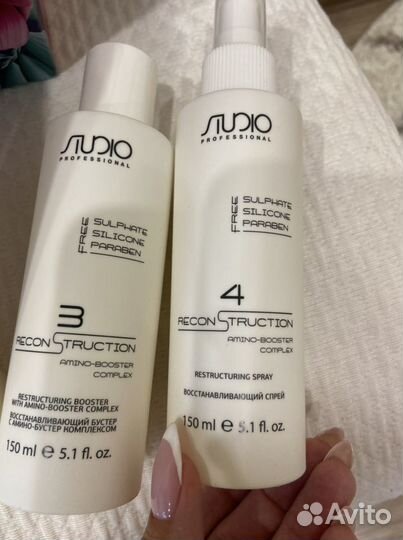 STUDIO
PROFESSIONAL
FREE
SULPHATE
SILICONE
PARABEN
3
RECONSTRUCTION
AMINO-BOOSTER
COMPLEX
RESTRUCTURING BOOSTER
WITH AMINO-BOOSTER COMPLEX
ВОССТАНАВЛИВАЮЩИЙ БУСТЕР
С АМИНО-БУСТЕР КОМПЛЕКСОМ
150 ml e 5.1 fl. oz.
STUDIO
PROFESSIONAL
FREE
SULPHATE
SILICONE
PARABEN
4
RECONSTRUCTION
AMINO-BOOSTER
COMPLEX
RESTRUCTURING SPRAY
ВОССТАНАВЛИВАЮЩИЙ СПРЕЙ
150 ml e 5.1 fl. oz.
Avito